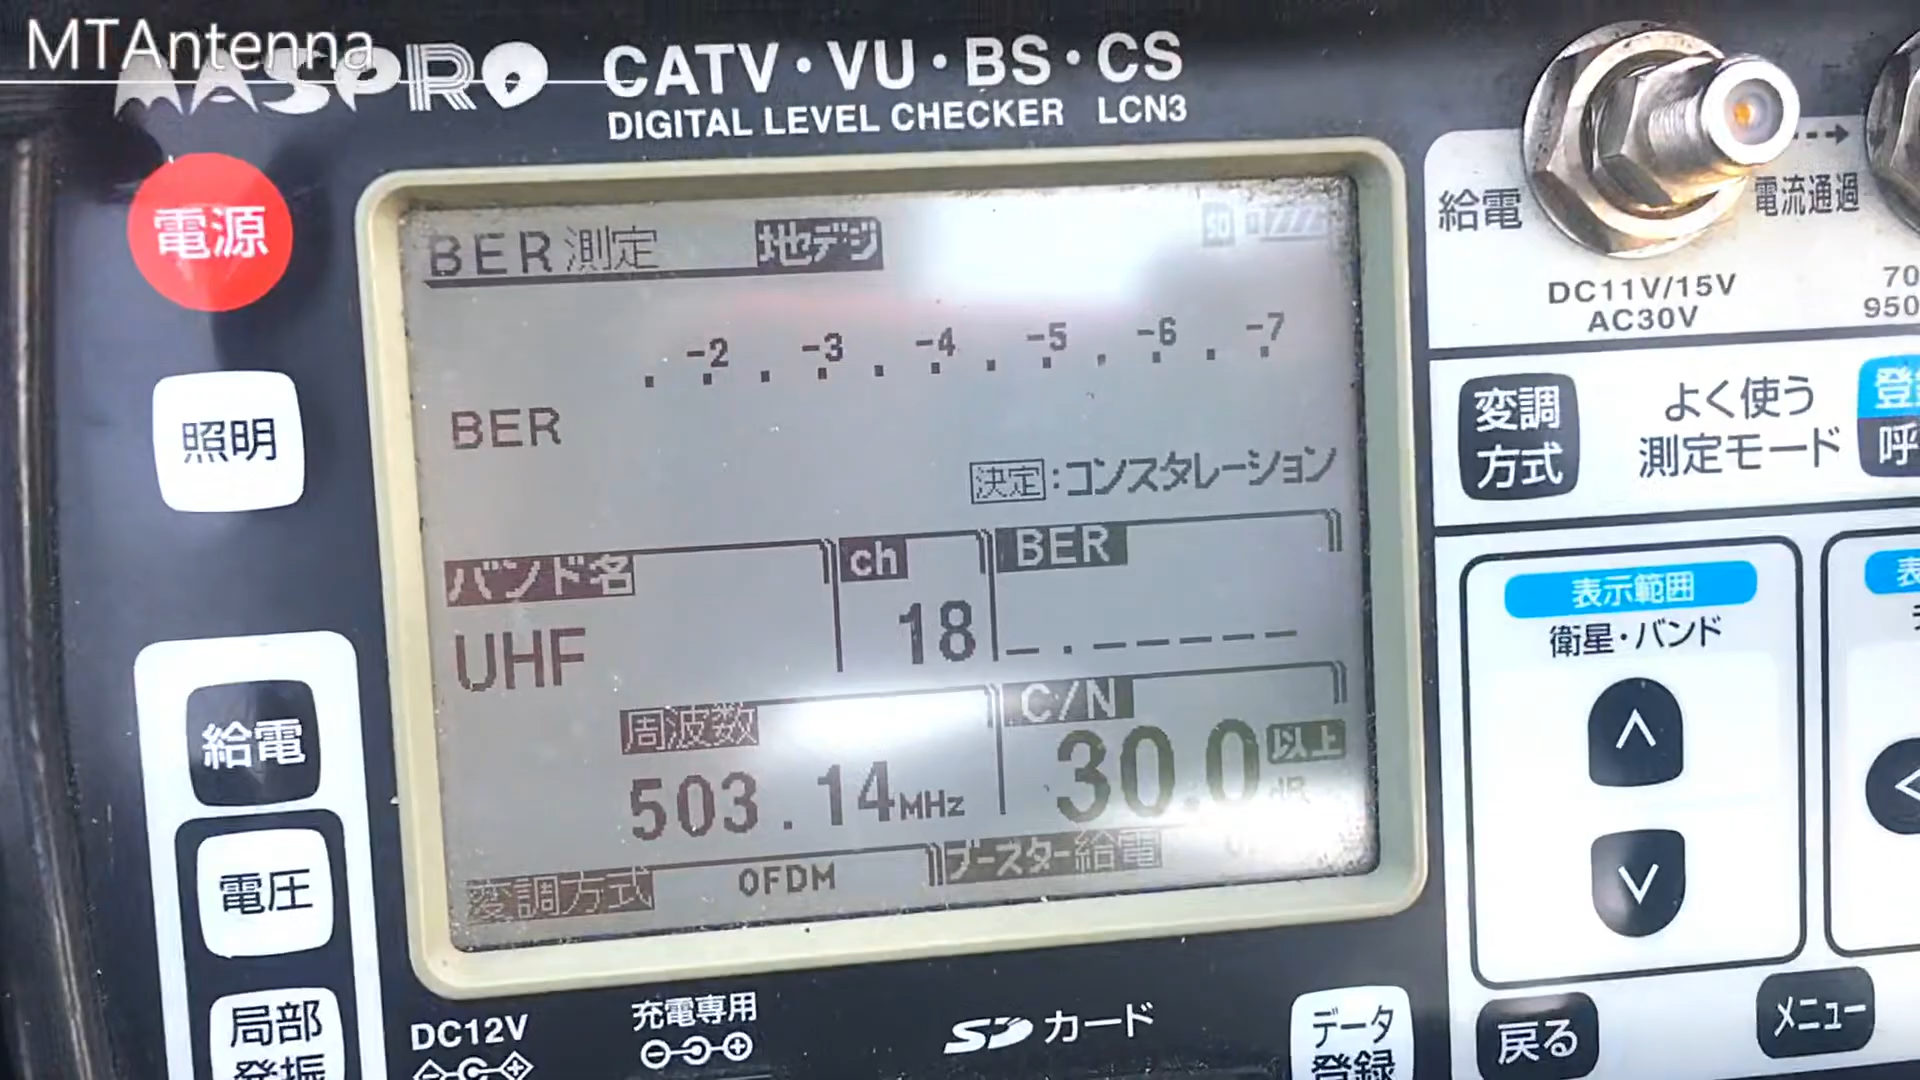 MTAntenna
MASPRO CATV・VU・BS・CS
DIGITAL LEVEL CHECKER LCN3
電源
照明
給電
電圧
局部
発振
BER測定 地デジ
-2 -3 -4 -5 -6 -7
BER
決定:コンスタレーション
バンド名 ch BER
UHF 18 _._____
周波数 C/N
503.14MHz 30.0 以上 dB
変調方式 OFDM ブースター給電
DC12V 充電専用
SDカード
データ
登録
給電 電流通過
DC11V/15V
AC30V
70
950
変調
方式
よく使う
測定モード
呼
表示範囲
衛星・バンド
戻る
メニュー